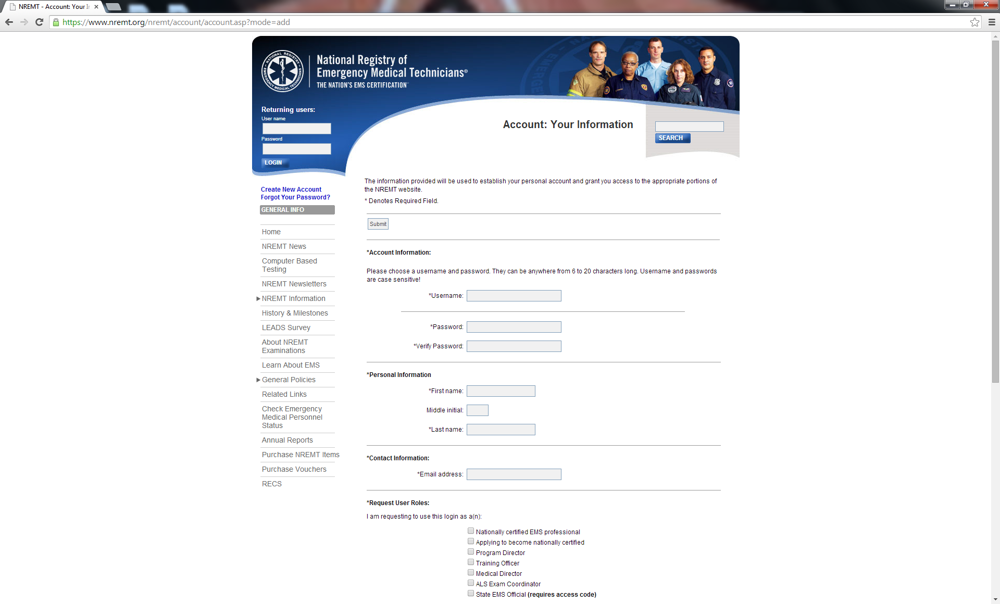 NREMT - Account: Your I
https://www.nremt.org/nremt/account/account.asp?mode=add
NATIONAL REGISTRY
EMERGENCY MEDICAL TECHNICIANS
National Registry of
Emergency Medical Technicians®
THE NATION'S EMS CERTIFICATION
Returning users:
User name
Password
LOGIN
Account: Your Information
SEARCH
Create New Account
Forgot Your Password?
GENERAL INFO
Home
NREMT News
Computer Based
Testing
NREMT Newsletters
NREMT Information
History & Milestones
LEADS Survey
About NREMT
Examinations
Learn About EMS
General Policies
Related Links
Check Emergency
Medical Personnel
Status
Annual Reports
Purchase NREMT Items
Purchase Vouchers
RECS
The information provided will be used to establish your personal account and grant you access to the appropriate portions of
the NREMT website.
* Denotes Required Field.
Submit
*Account Information:
Please choose a username and password. They can be anywhere from 6 to 20 characters long. Username and passwords
are case sensitive!
*Username:
*Password:
*Verify Password:
*Personal Information
*First name:
Middle initial:
*Last name:
*Contact Information:
*Email address:
*Request User Roles:
I am requesting to use this login as a(n):
Nationally certified EMS professional
Applying to become nationally certified
Program Director
Training Officer
Medical Director
ALS Exam Coordinator
State EMS Official (requires access code)